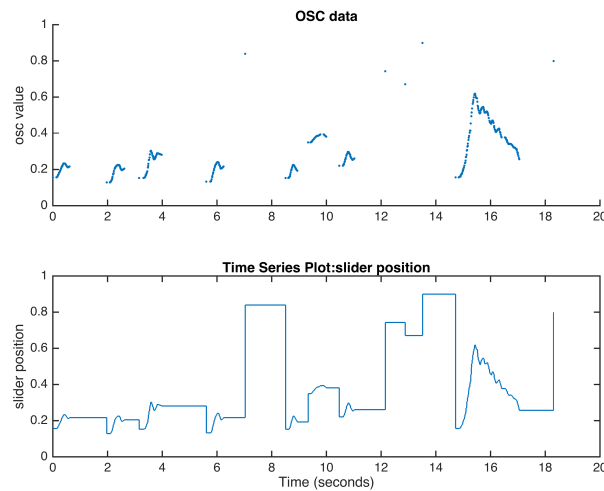 OSC data
1
0.8
0.6
0.4
0.2
0
osc value
0 2 4 6 8 10 12 14 16 18 20
Time Series Plot:slider position
1
0.8
0.6
0.4
0.2
0
slider position
0 2 4 6 8 10 12 14 16 18 20
Time (seconds)